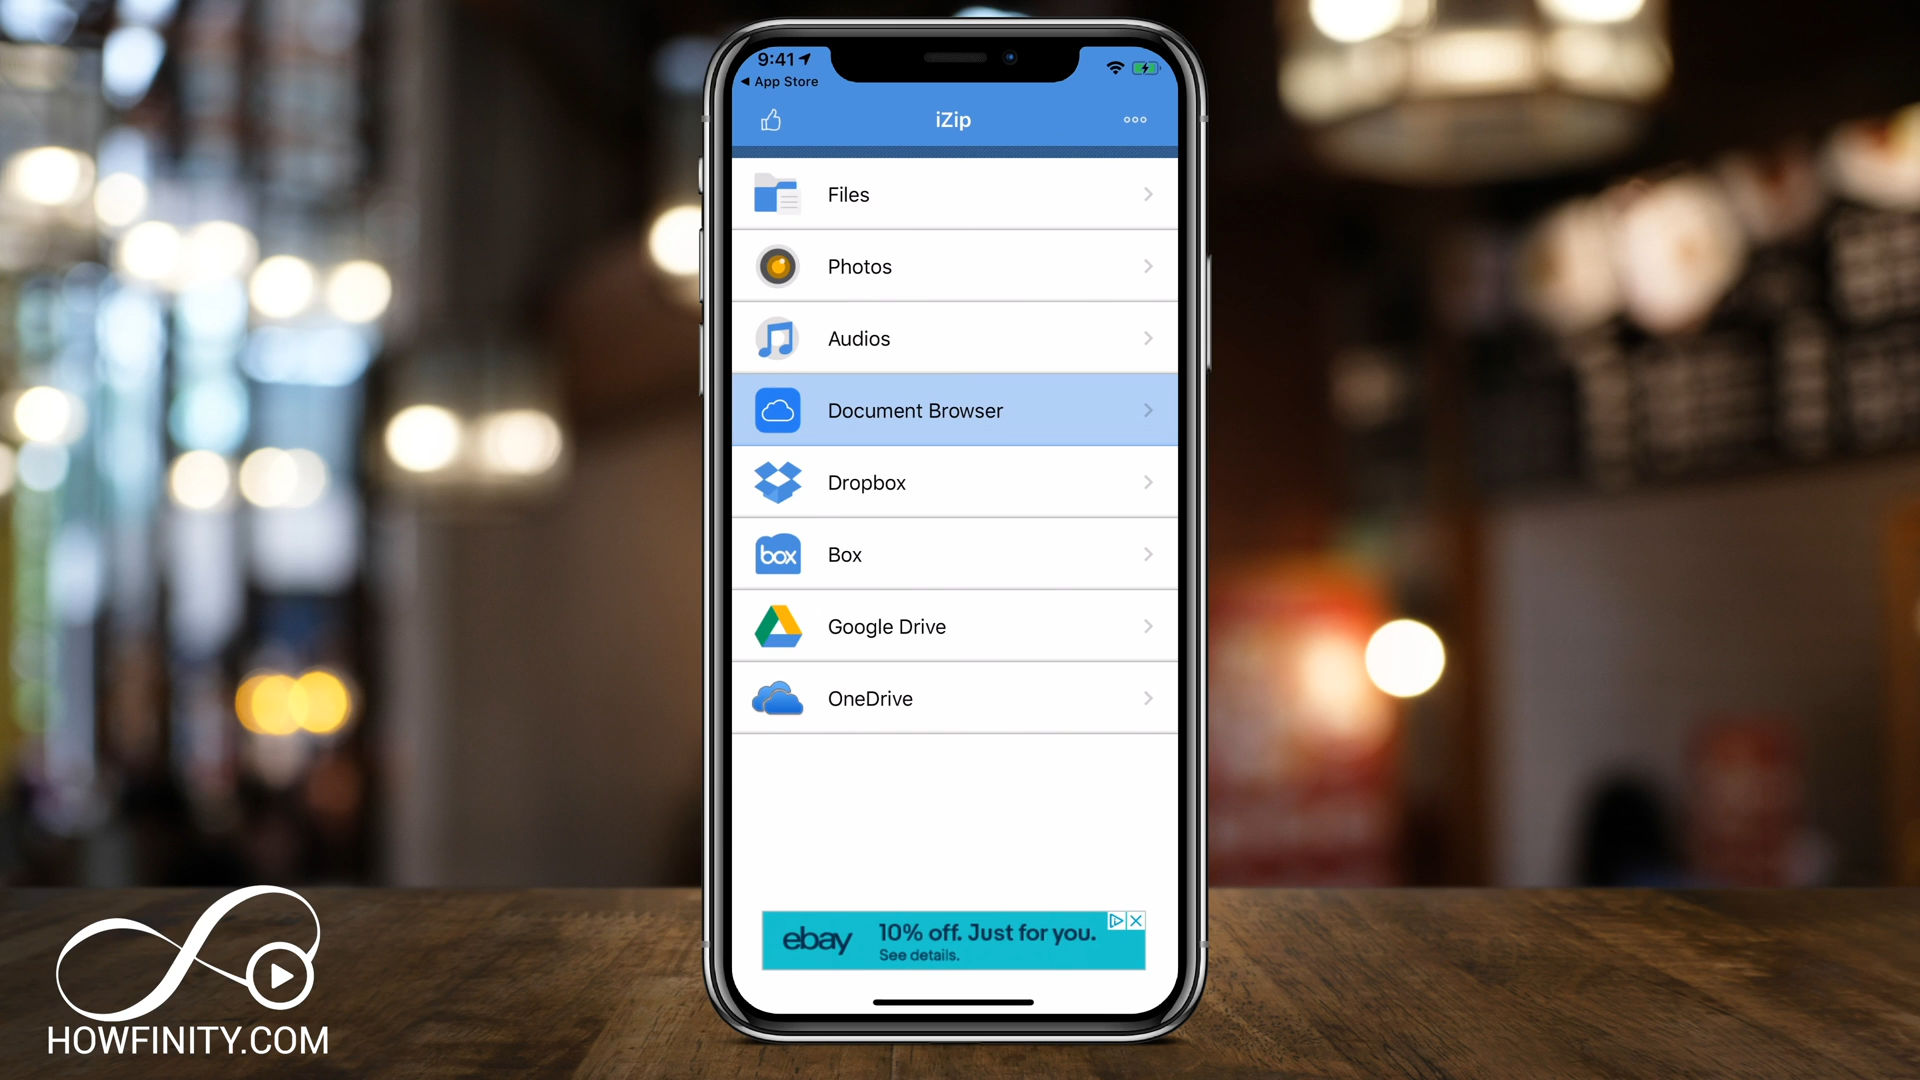 9:41
App Store
iZip
Files
Photos
Audios
Document Browser
Dropbox
box
Box
Google Drive
OneDrive
ebay
10% off. Just for you.
See details.
HOWFINITY.COM